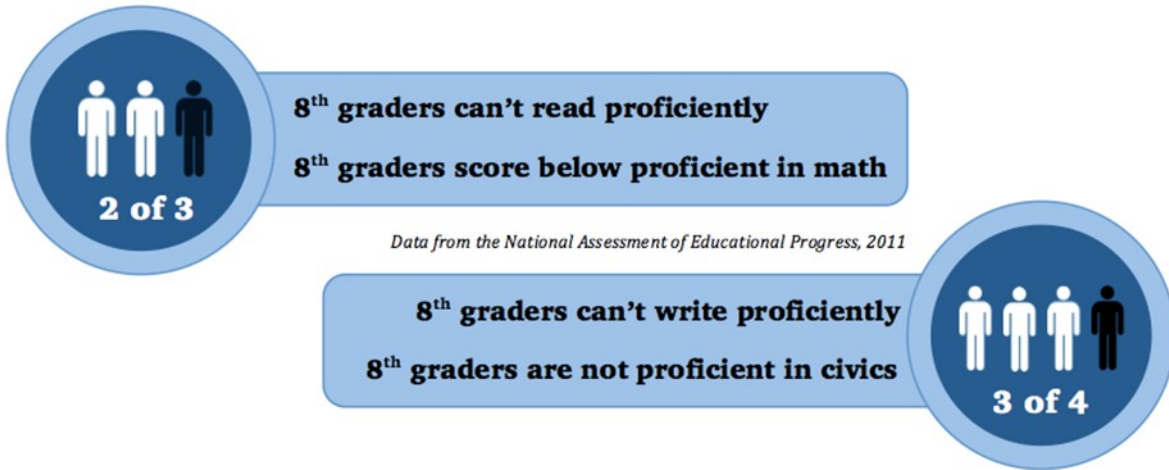 2 of 3
8th graders can’t read proficiently
8th graders score below proficient in math
Data from the National Assessment of Educational Progress, 2011
8th graders can’t write proficiently
8th graders are not proficient in civics
3 of 4